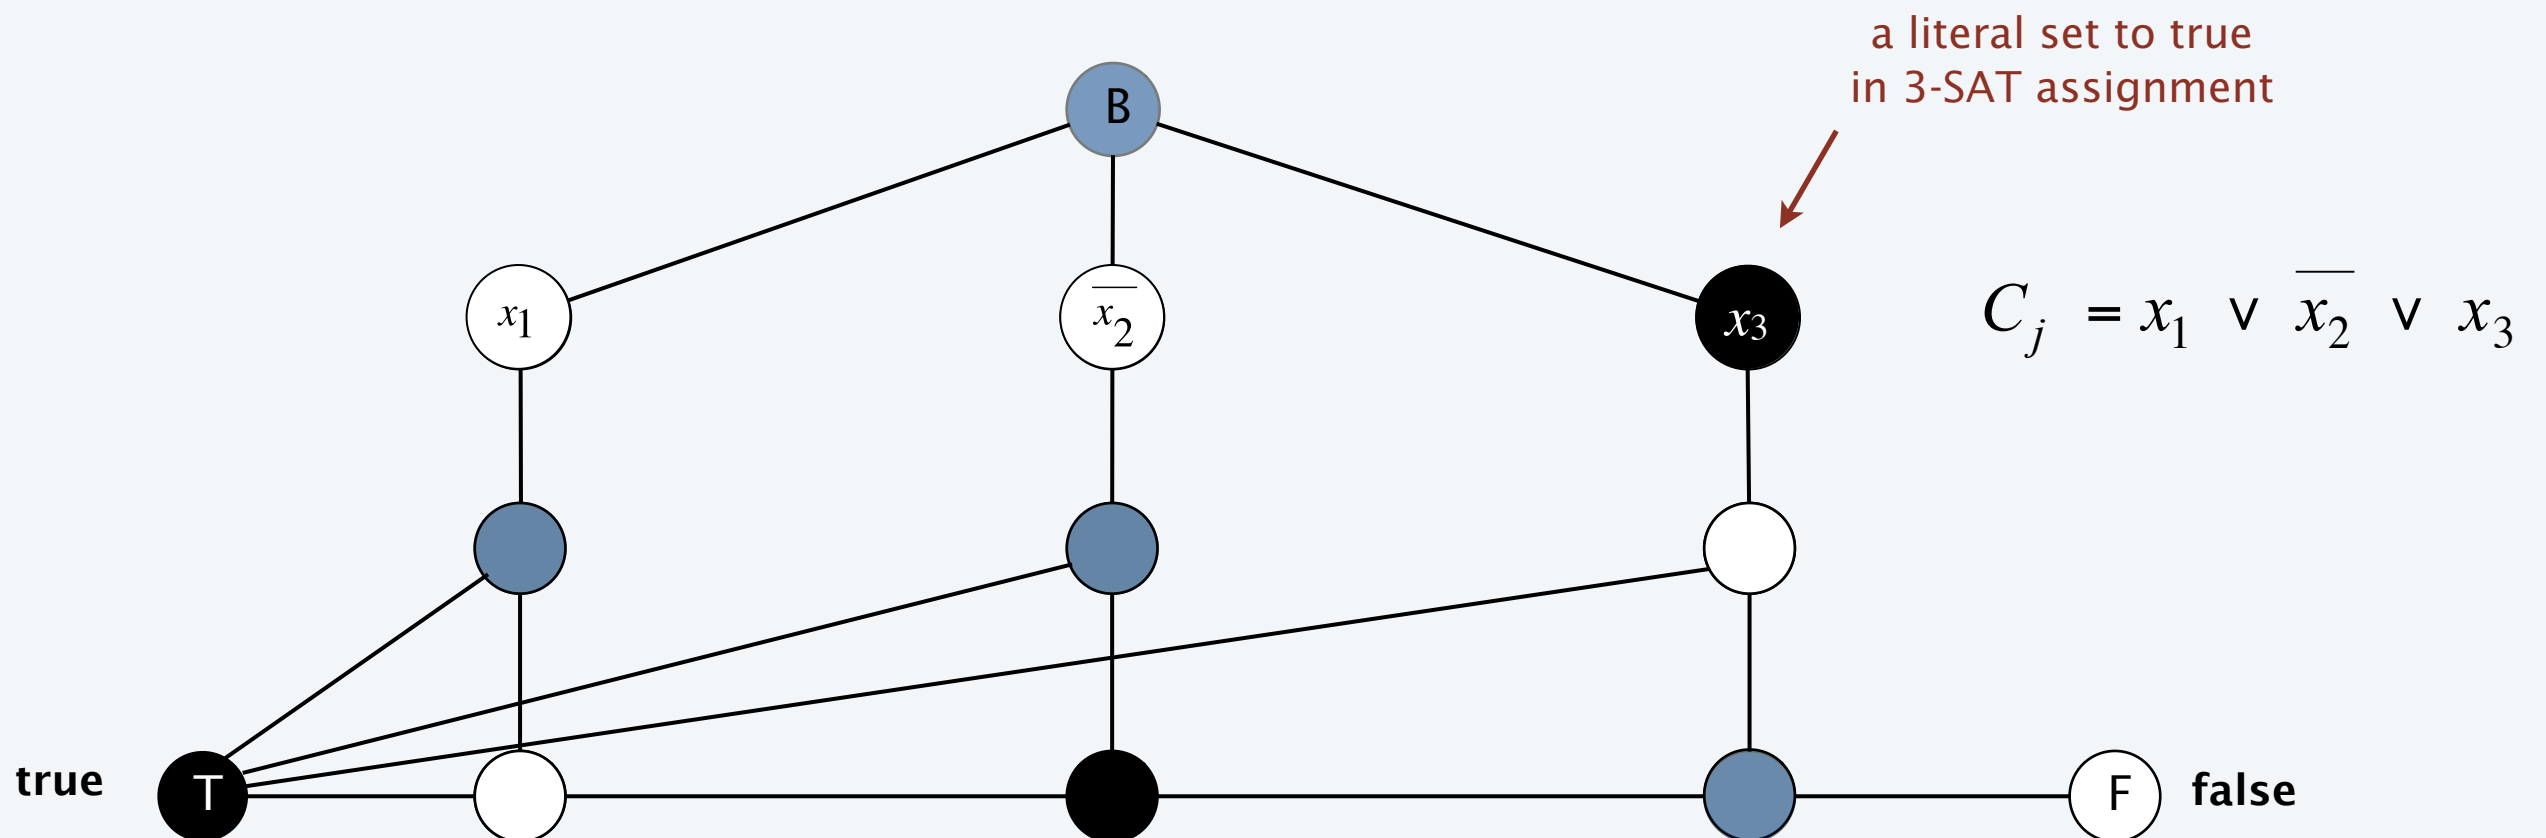 a literal set to true
in 3-SAT assignment
B
x₁
x̅₂
x₃
Cⱼ = x₁ ∨ x̅₂ ∨ x₃
true
T
F
false